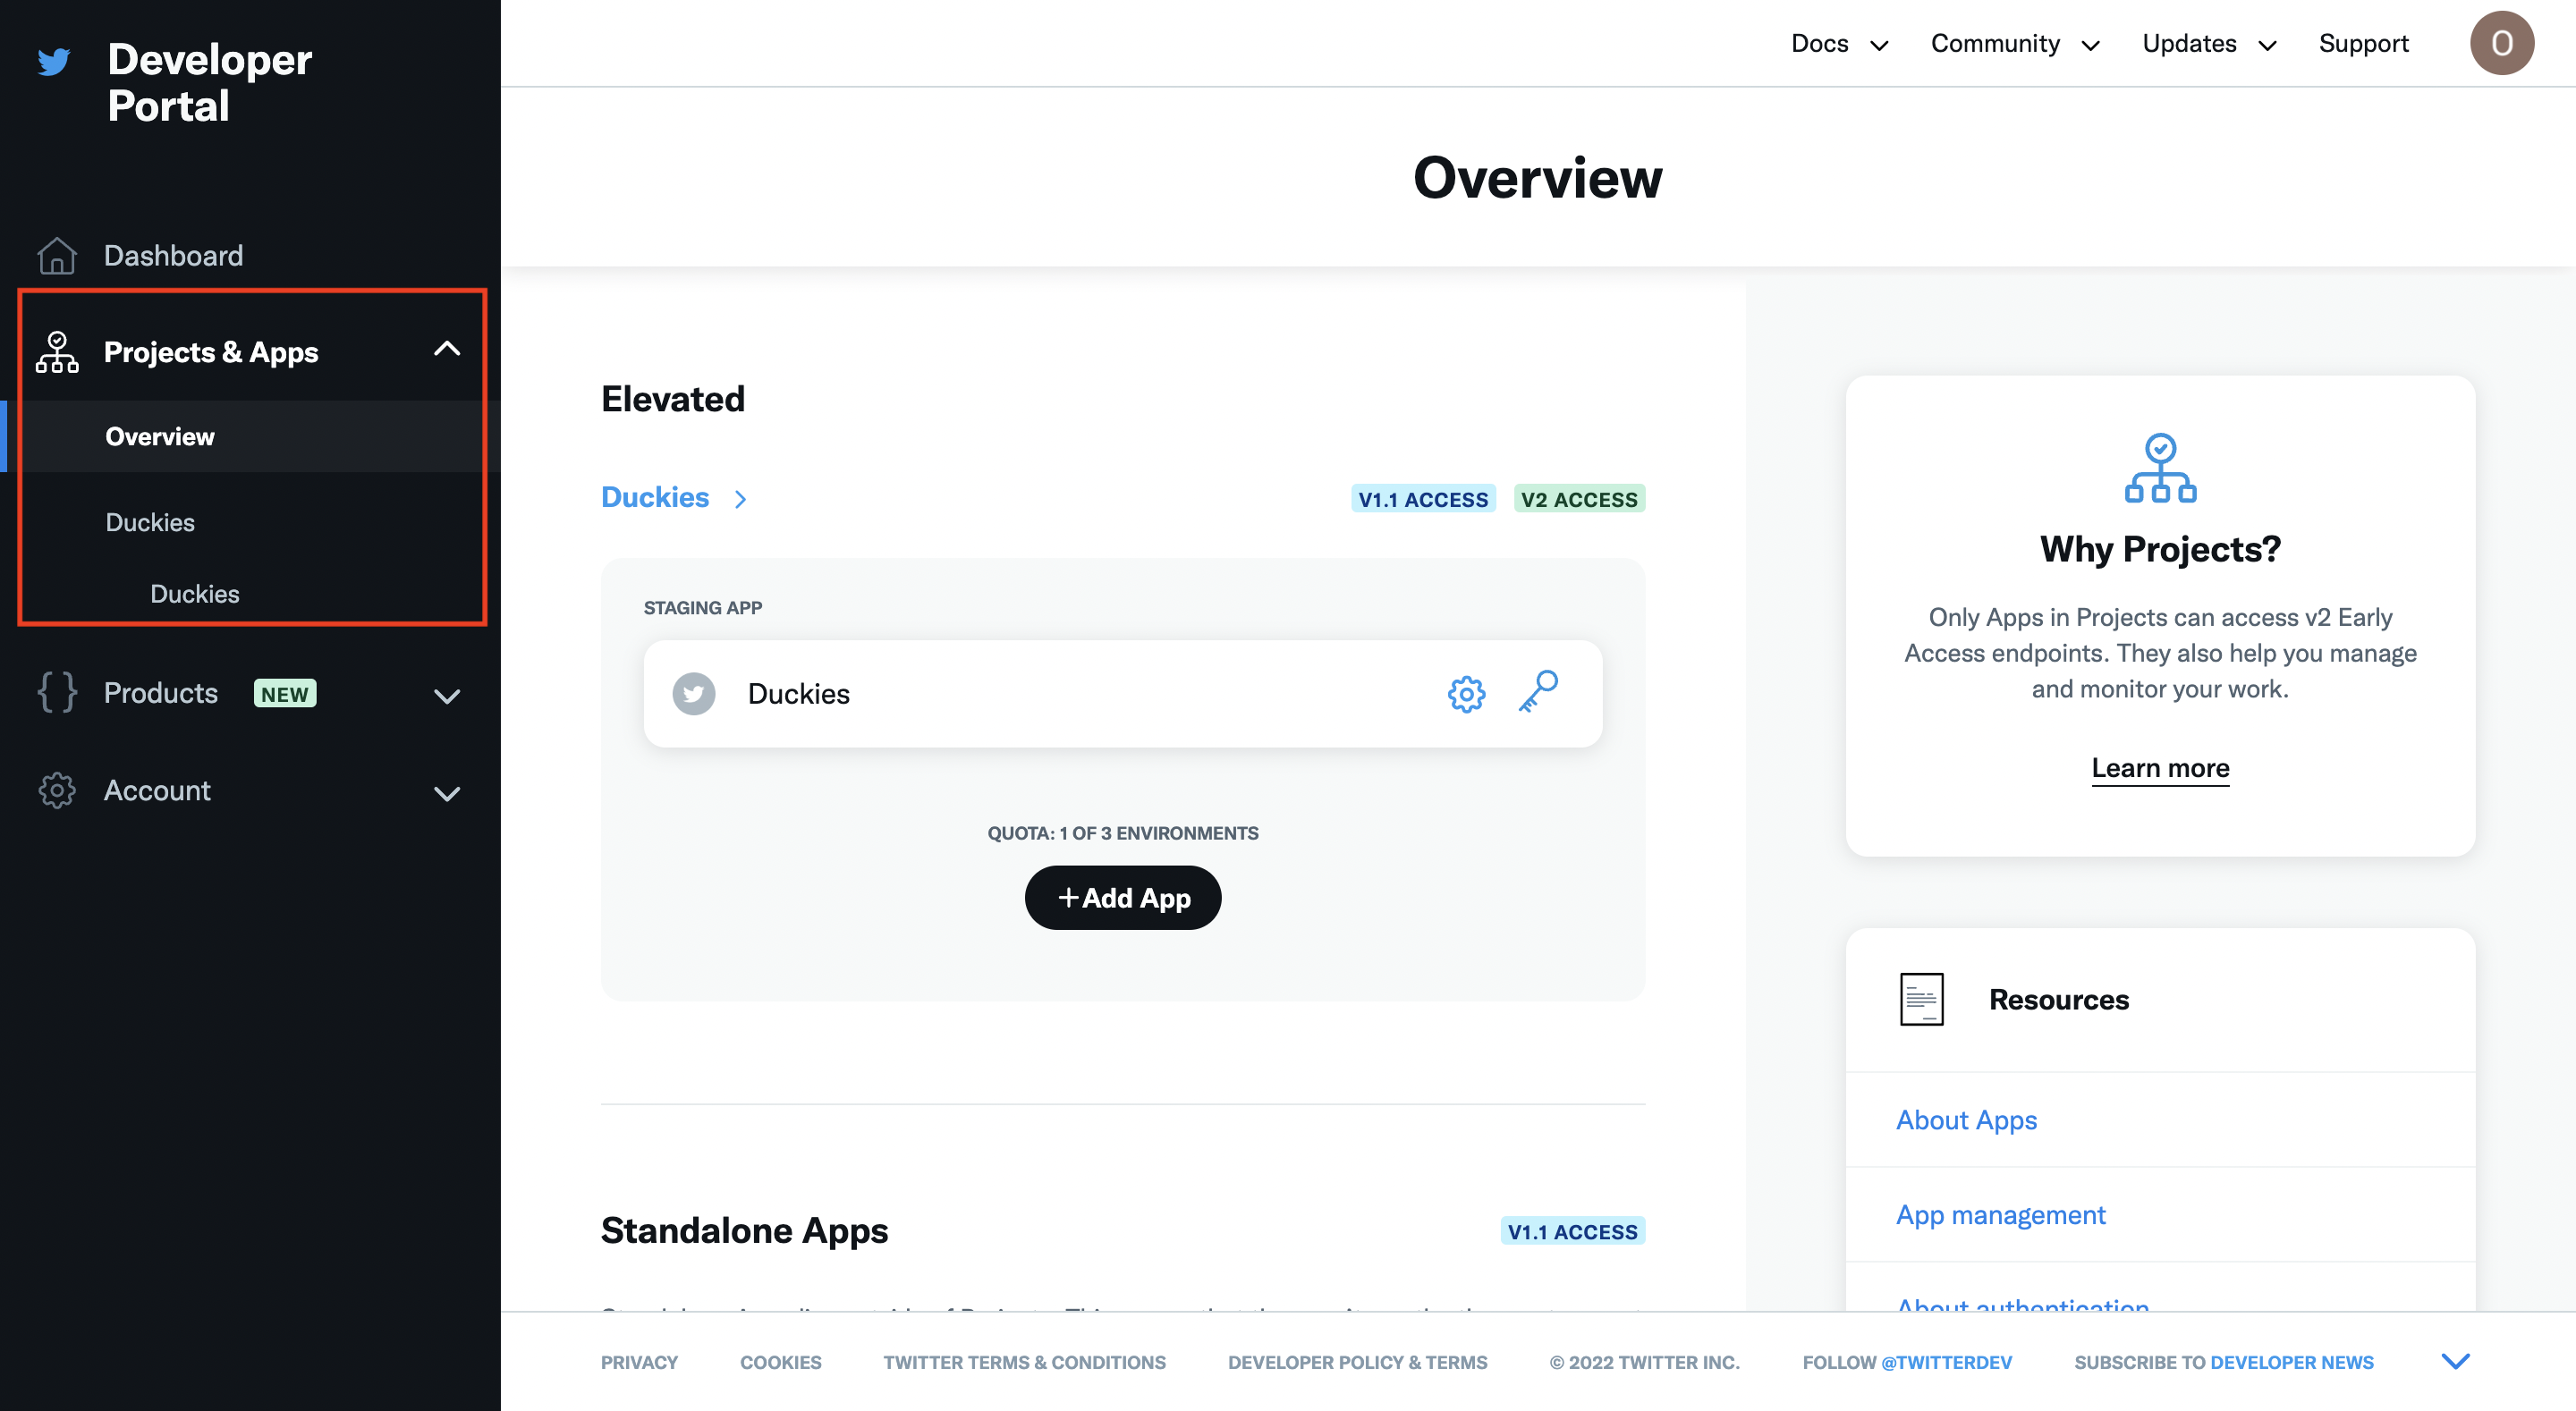 Developer
Portal
Docs
Community
Updates
Support
O
Overview
Dashboard
Projects & Apps
Overview
Duckies
Duckies
Products
NEW
Account
Elevated
Duckies
V1.1 ACCESS
V2 ACCESS
STAGING APP
Duckies
QUOTA: 1 OF 3 ENVIRONMENTS
+Add App
Standalone Apps
V1.1 ACCESS
Why Projects?
Only Apps in Projects can access v2 Early
Access endpoints. They also help you manage
and monitor your work.
Learn more
Resources
About Apps
App management
About authentication
PRIVACY
COOKIES
TWITTER TERMS & CONDITIONS
DEVELOPER POLICY & TERMS
© 2022 TWITTER INC.
FOLLOW @TWITTERDEV
SUBSCRIBE TO DEVELOPER NEWS